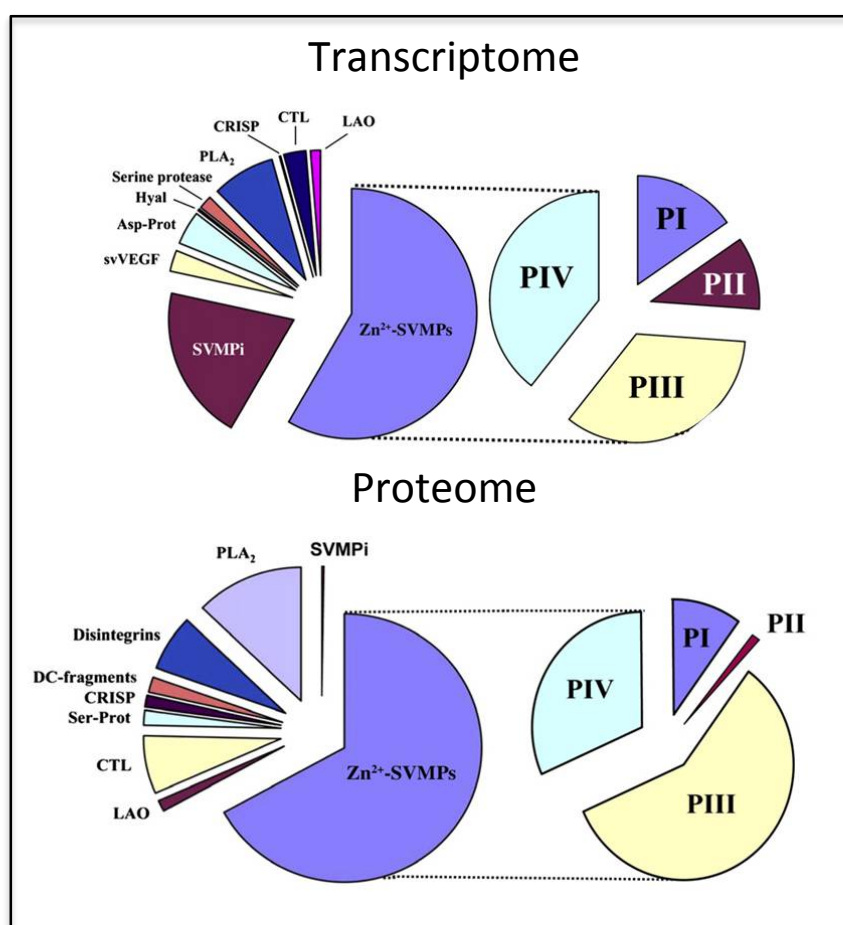 Transcriptome
CTL
LAO
CRISP
PLA₂
Serine protease
Hyal
Asp-Prot
svVEGF
SVMPi
Zn²⁺-SVMPs
PI
PII
PIV
PIII
Proteome
SVMPi
PLA₂
Disintegrins
DC-fragments
CRISP
Ser-Prot
CTL
LAO
Zn²⁺-SVMPs
PI
PII
PIV
PIII